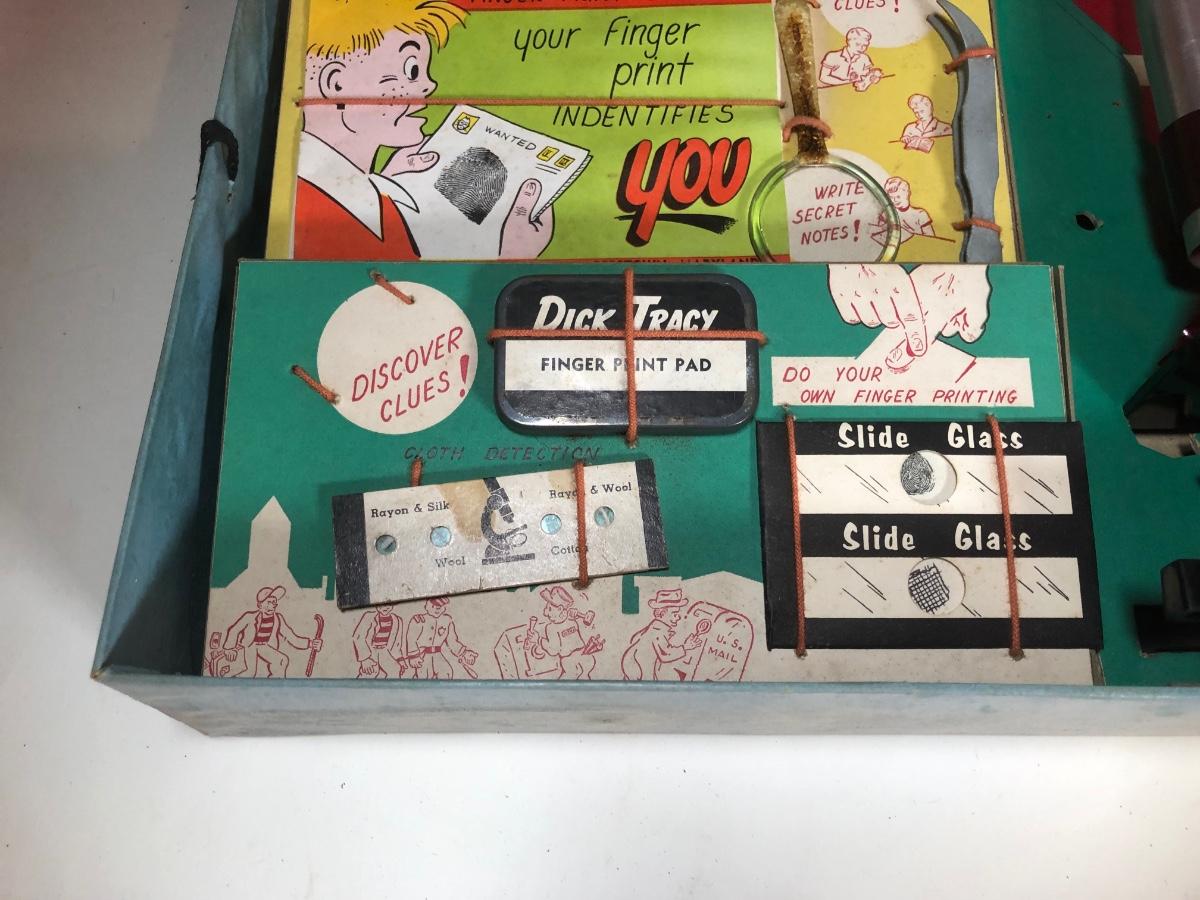 CLUES!
your finger
print
INDENTIFIES
YOU
WANTED
WRITE
SECRET
NOTES!
DISCOVER
CLUES!
DICK TRACY
FINGER PRINT PAD
DO YOUR
OWN FINGER PRINTING
CLOTH DETECTION
Rayon & Silk
Rayon & Wool
Wool
Cotton
Slide Glass
Slide Glass
U.S.
MAIL